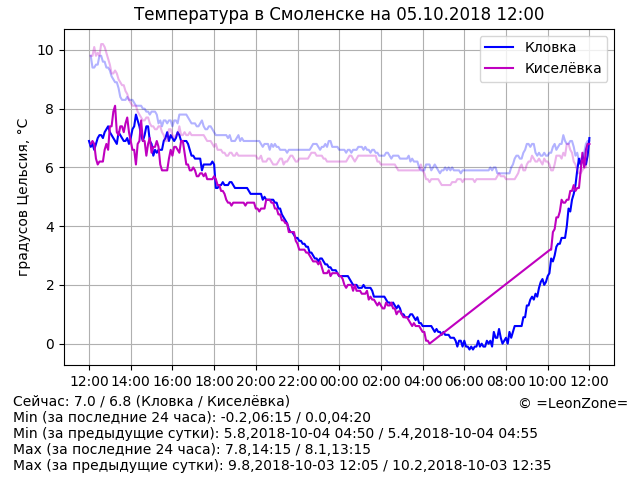 Температура в Смоленске на 05.10.2018 12:00
градусов Цельсия, °C
10
8
6
4
2
0
Кловка
Киселёвка
12:00 14:00 16:00 18:00 20:00 22:00 00:00 02:00 04:00 06:00 08:00 10:00 12:00
Сейчас: 7.0 / 6.8 (Кловка / Киселёвка)
© =LeonZone=
Min (за последние 24 часа): -0.2,06:15 / 0.0,04:20
Min (за предыдущие сутки): 5.8,2018-10-04 04:50 / 5.4,2018-10-04 04:55
Max (за последние 24 часа): 7.8,14:15 / 8.1,13:15
Max (за предыдущие сутки): 9.8,2018-10-03 12:05 / 10.2,2018-10-03 12:35